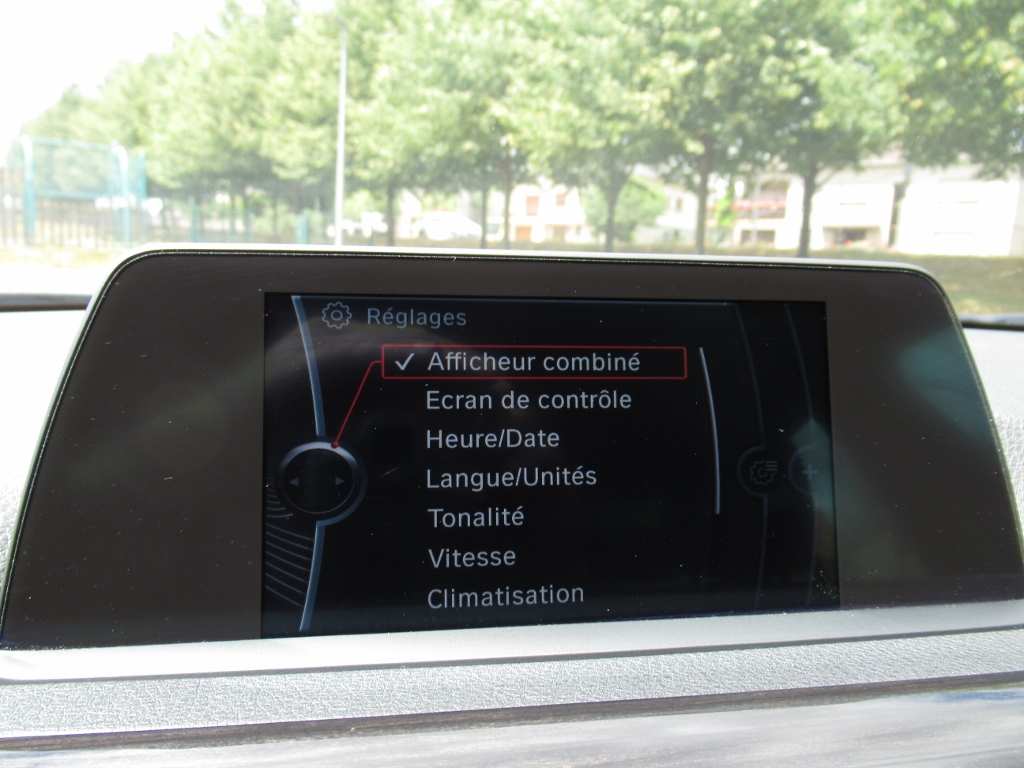 Réglages
Afficheur combiné
Ecran de contrôle
Heure/Date
Langue/Unités
Tonalité
Vitesse
Climatisation